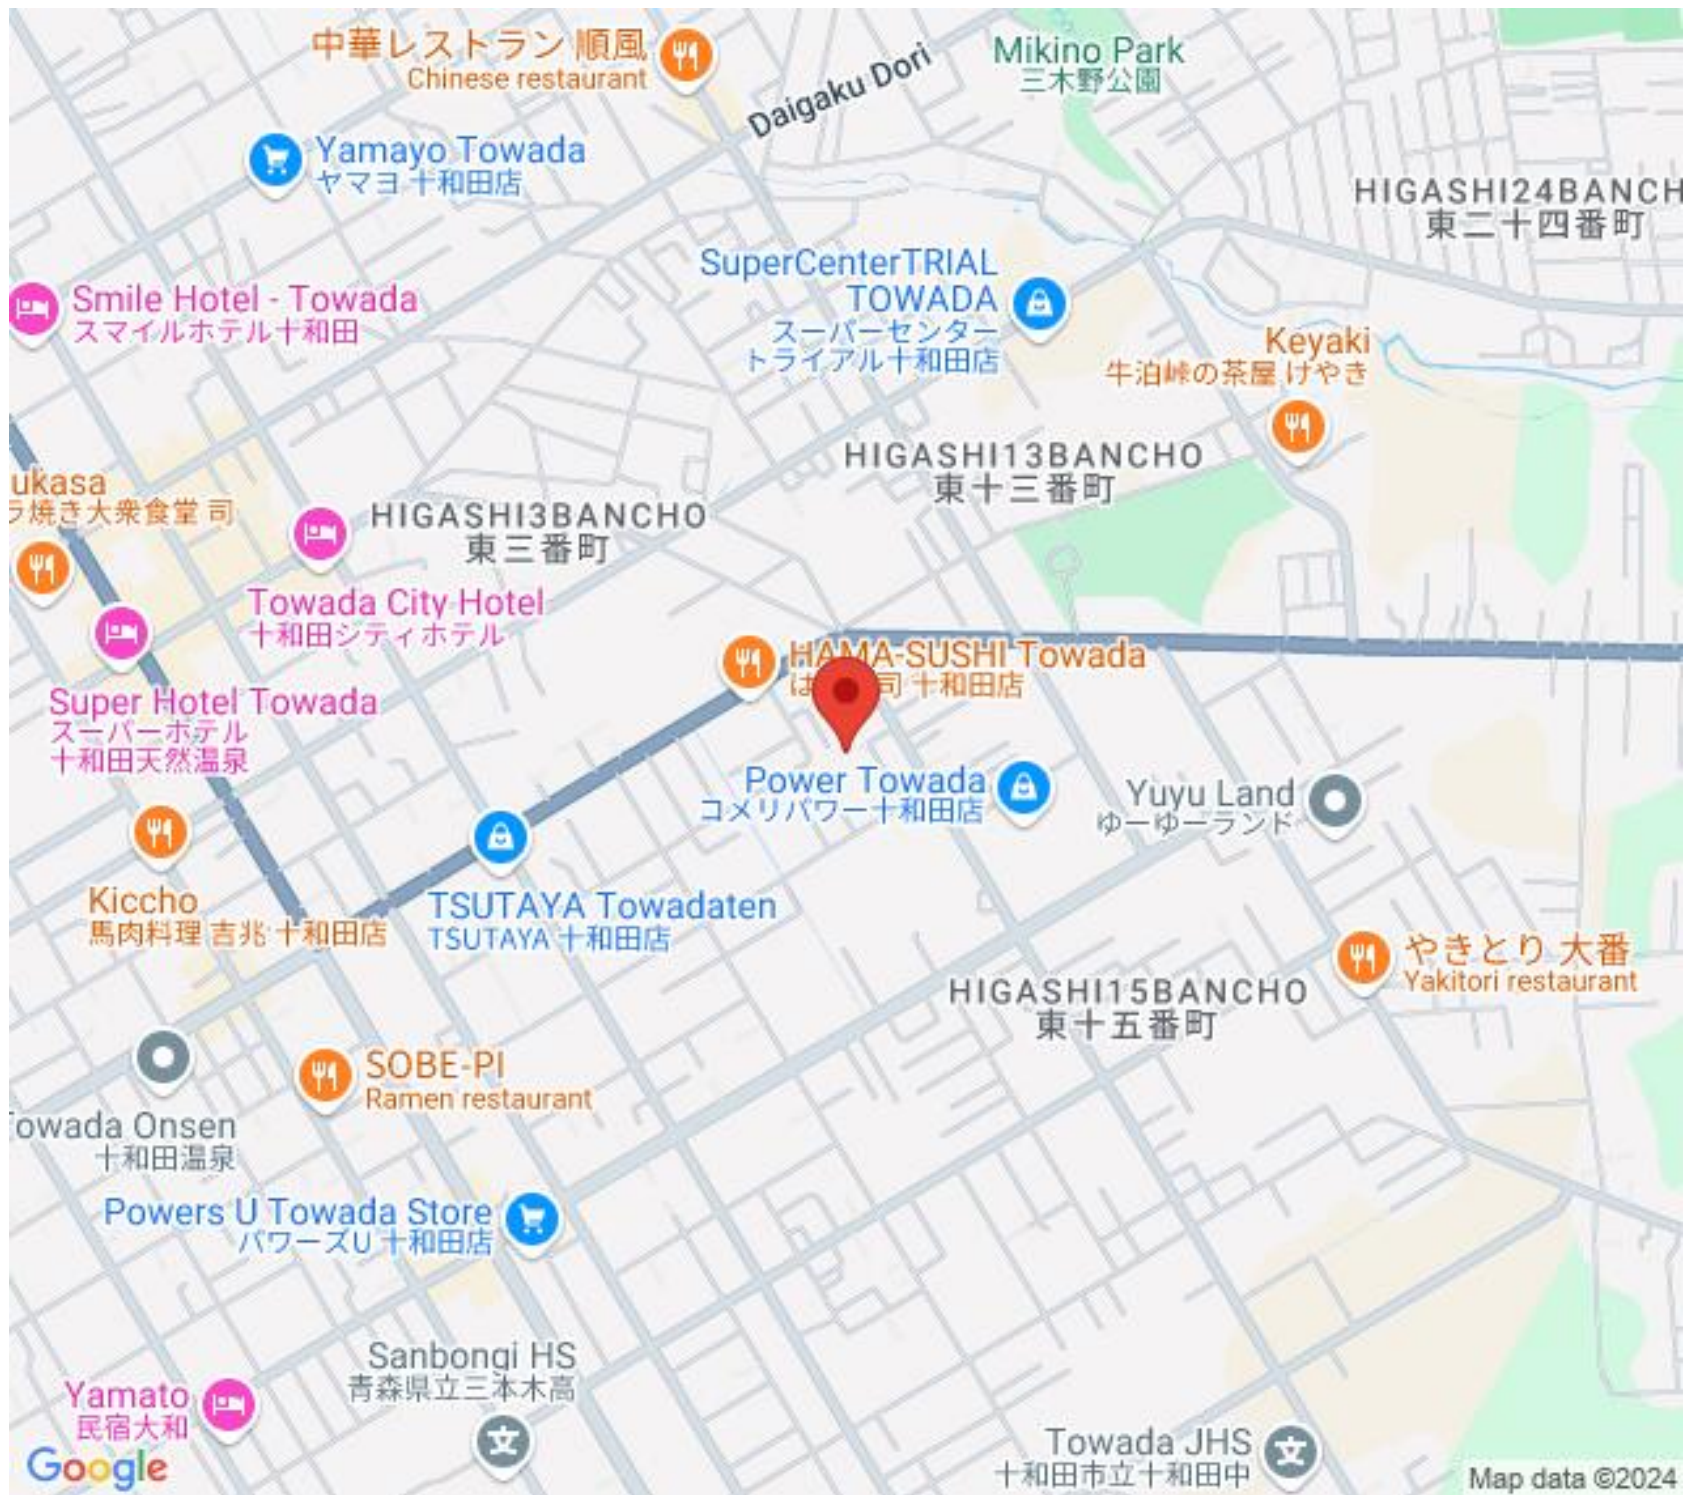 中華レストラン 順風
Chinese restaurant
Daigaku Dori
Mikino Park
三木野公園
Yamayo Towada
ヤマヨ 十和田店
HIGASHI24BANCH
東二十四番町
SuperCenterTRIAL
TOWADA
スーパーセンター
トライアル十和田店
Smile Hotel - Towada
スマイルホテル十和田
Keyaki
牛泊峠の茶屋 けやき
HIGASHI13BANCHO
東十三番町
ukasa
ラ焼き大衆食堂 司
HIGASHI3BANCHO
東三番町
Towada City Hotel
十和田シティホテル
HAMA-SUSHI Towada
は 司 十和田店
Super Hotel Towada
スーパーホテル
十和田天然温泉
Power Towada
コメリパワー十和田店
Yuyu Land
ゆーゆーランド
Kiccho
馬肉料理 吉兆 十和田店
TSUTAYA Towadaten
TSUTAYA 十和田店
やきとり 大番
Yakitori restaurant
HIGASHI15BANCHO
東十五番町
SOBE-PI
Ramen restaurant
Towada Onsen
十和田温泉
Powers U Towada Store
パワーズU 十和田店
Sanbongi HS
青森県立三本木高
Yamato
民宿大和
Towada JHS
十和田市立十和田中
Google
Map data ©2024